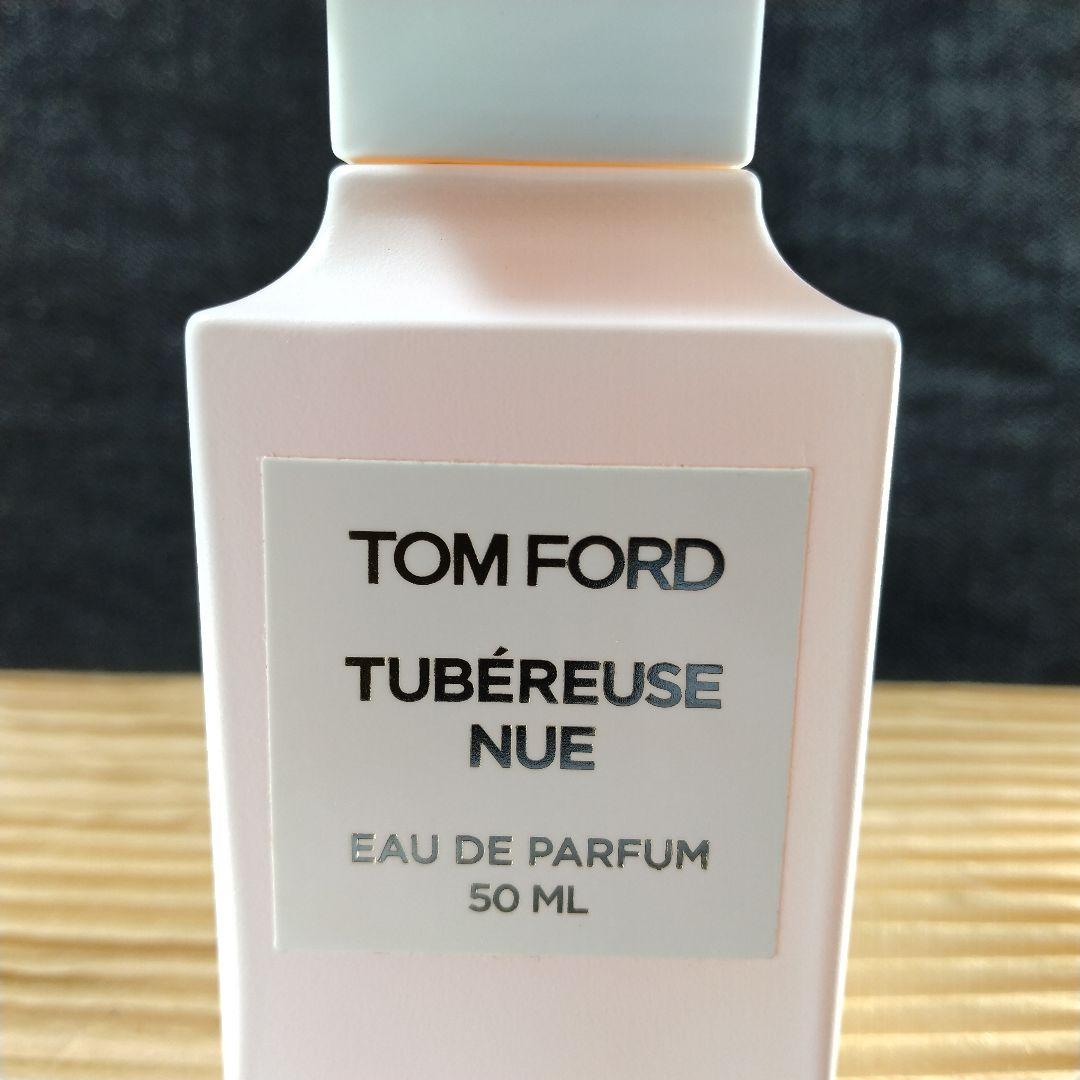 TOM FORD
TUBÉREUSE
NUE
EAU DE PARFUM
50 ML